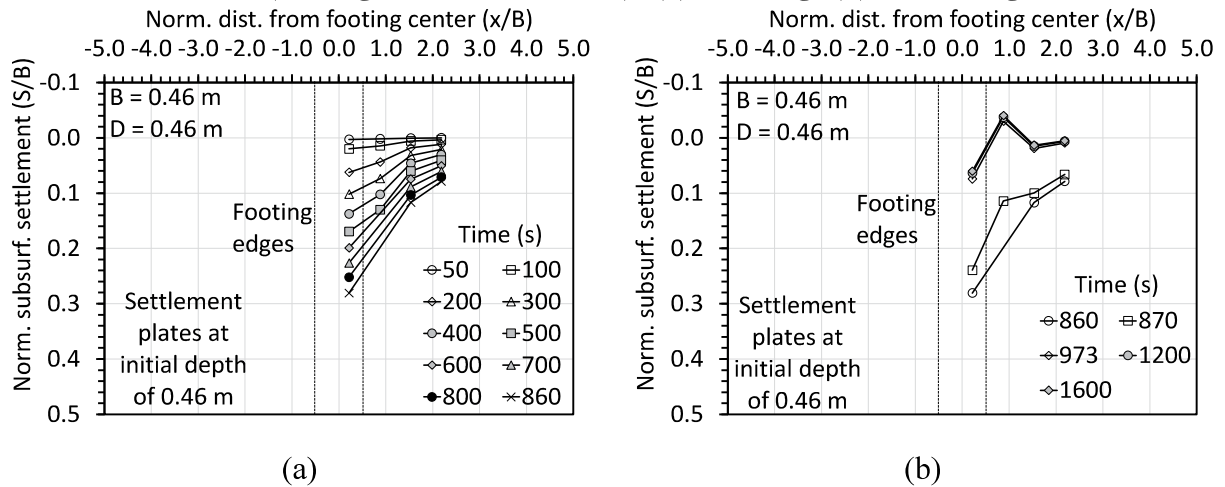 Norm. dist. from footing center (x/B)
-5.0 -4.0 -3.0 -2.0 -1.0 0.0 1.0 2.0 3.0 4.0 5.0
Norm. subsurf. settlement (S/B)
-0.1
0.0
0.1
0.2
0.3
0.4
0.5
B = 0.46 m
D = 0.46 m
Footing
edges
Settlement
plates at
initial depth
of 0.46 m
Time (s)
50 100
200 300
400 500
600 700
800 860
(a)
Norm. dist. from footing center (x/B)
-5.0 -4.0 -3.0 -2.0 -1.0 0.0 1.0 2.0 3.0 4.0 5.0
Norm. subsurf. settlement (S/B)
-0.1
0.0
0.1
0.2
0.3
0.4
0.5
B = 0.46 m
D = 0.46 m
Footing
edges
Settlement
plates at
initial depth
of 0.46 m
Time (s)
860 870
973 1200
1600
(b)